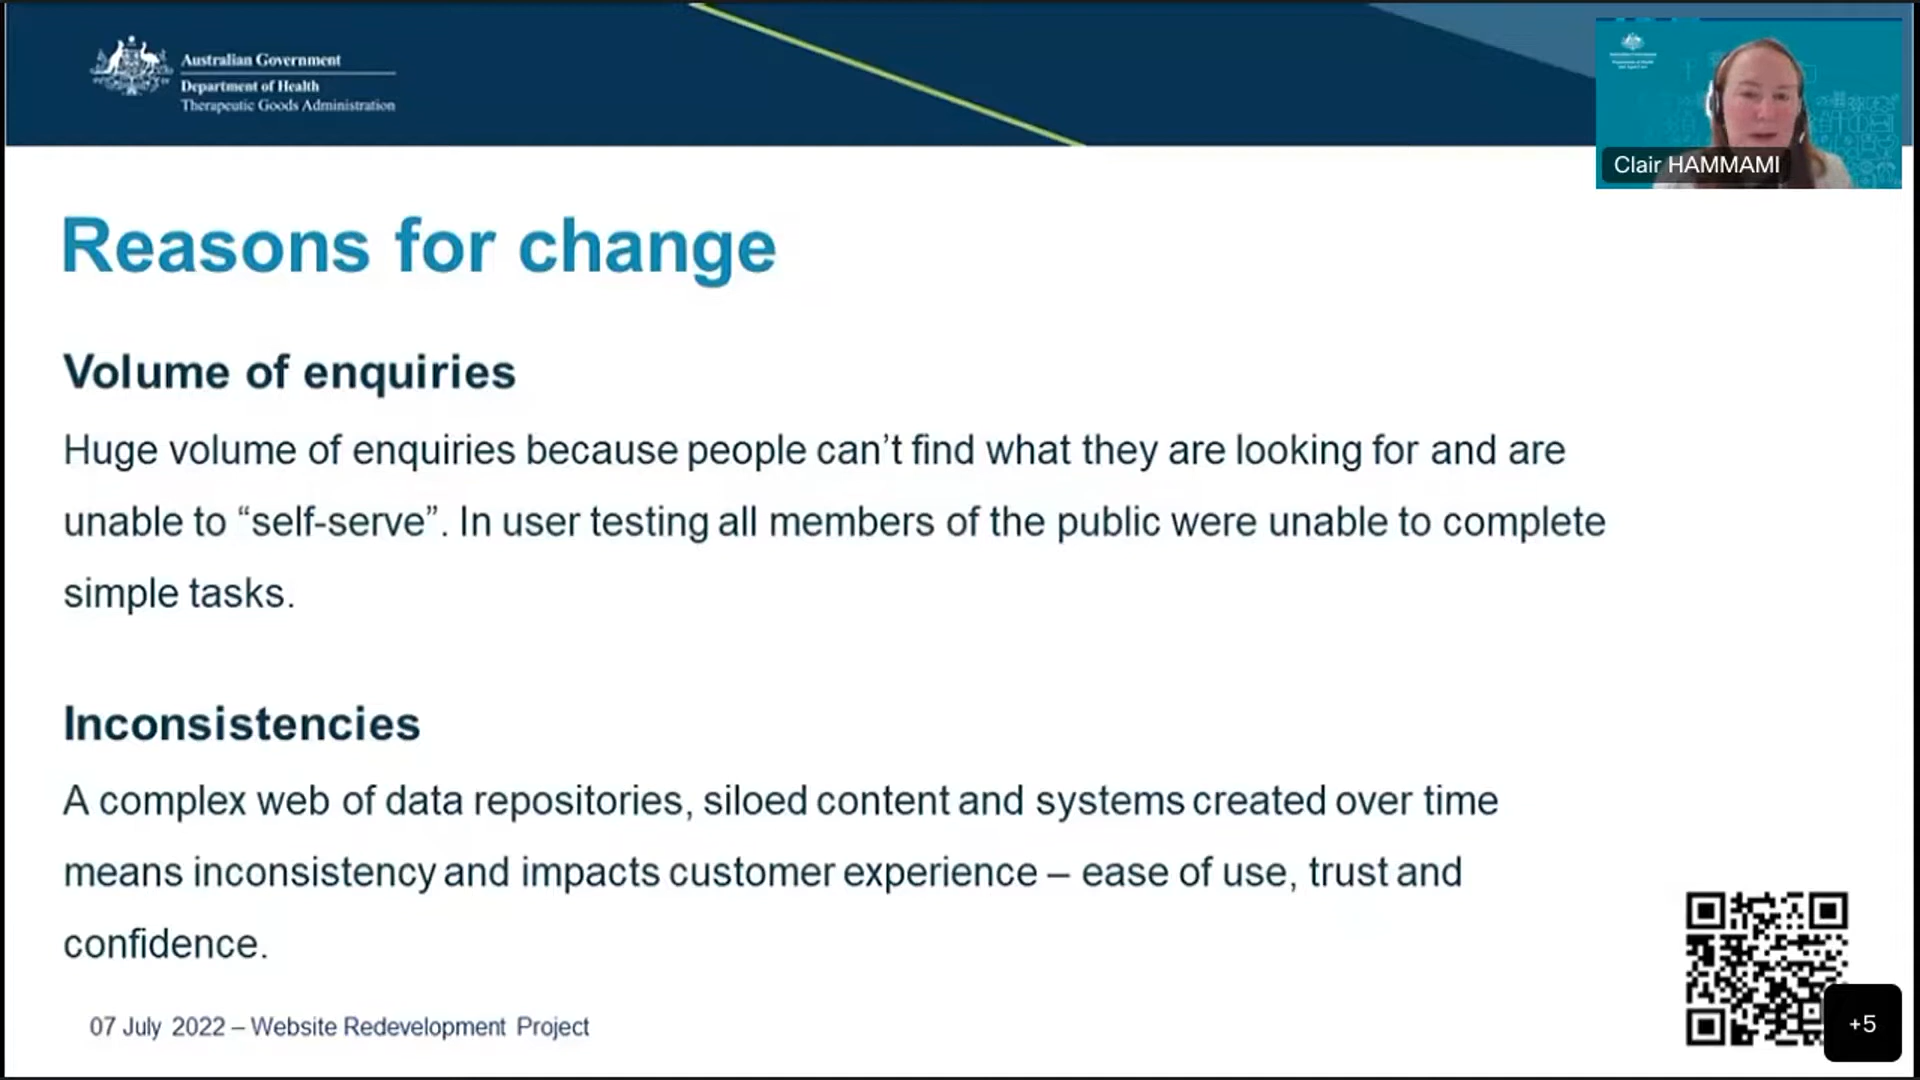 Australian Government
Department of Health
Therapeutic Goods Administration
Clair HAMMAMI
Reasons for change
Volume of enquiries
Huge volume of enquiries because people can’t find what they are looking for and are
unable to “self-serve”. In user testing all members of the public were unable to complete
simple tasks.
Inconsistencies
A complex web of data repositories, siloed content and systems created over time
means inconsistency and impacts customer experience – ease of use, trust and
confidence.
07 July 2022 – Website Redevelopment Project
+5